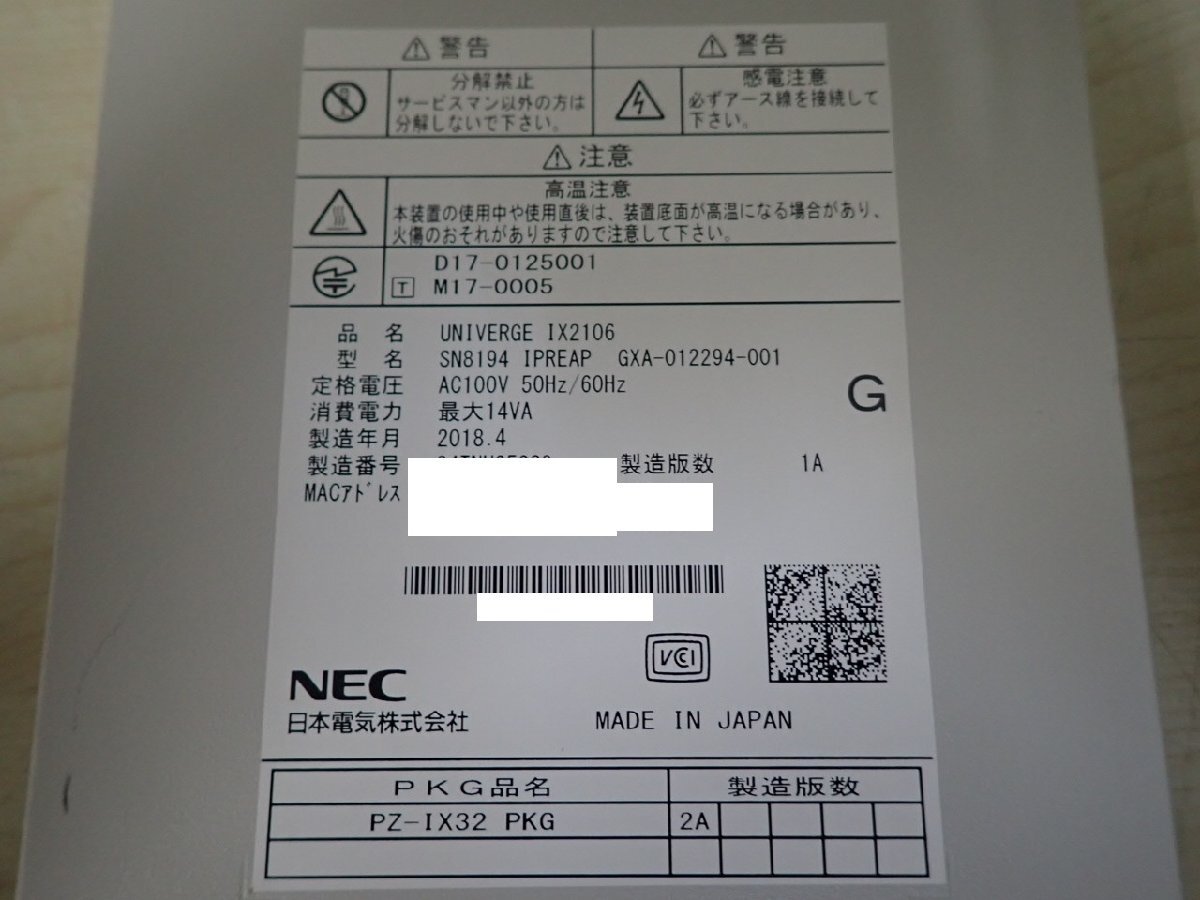 警告
分解禁止
サービスマン以外の方は
分解しないで下さい。
警告
感電注意
必ずアース線を接続して
下さい。
注意
高温注意
本装置の使用中や使用直後は、装置底面が高温になる場合があり、
火傷のおそれがありますので注意して下さい。
D17-0125001
T M17-0005
品名 UNIVERGE IX2106
型名 SN8194 IPREAP GXA-012294-001
定格電圧 AC100V 50Hz/60Hz
G
消費電力 最大14VA
製造年月 2018.4
製造番号 製造版数 1A
MACアドレス
VCCI
NEC
日本電気株式会社 MADE IN JAPAN
PKG品名 製造版数
PZ-IX32 PKG 2A